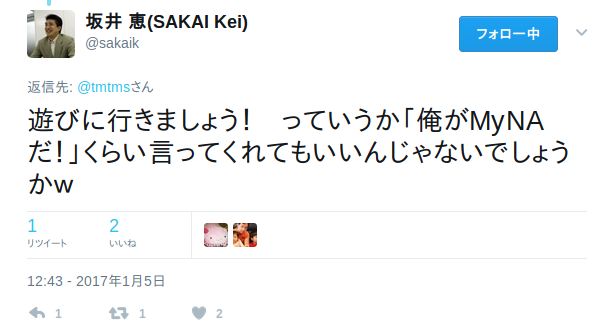 坂井 恵(SAKAI Kei)
@sakaik
フォロー中
返信先: @tmtmsさん
遊びに行きましょう！　っていうか「俺がMyNA
だ！」くらい言ってくれてもいいんじゃないでしょう
かw
1
リツイート
2
いいね
12:43 - 2017年1月5日
1
1
2